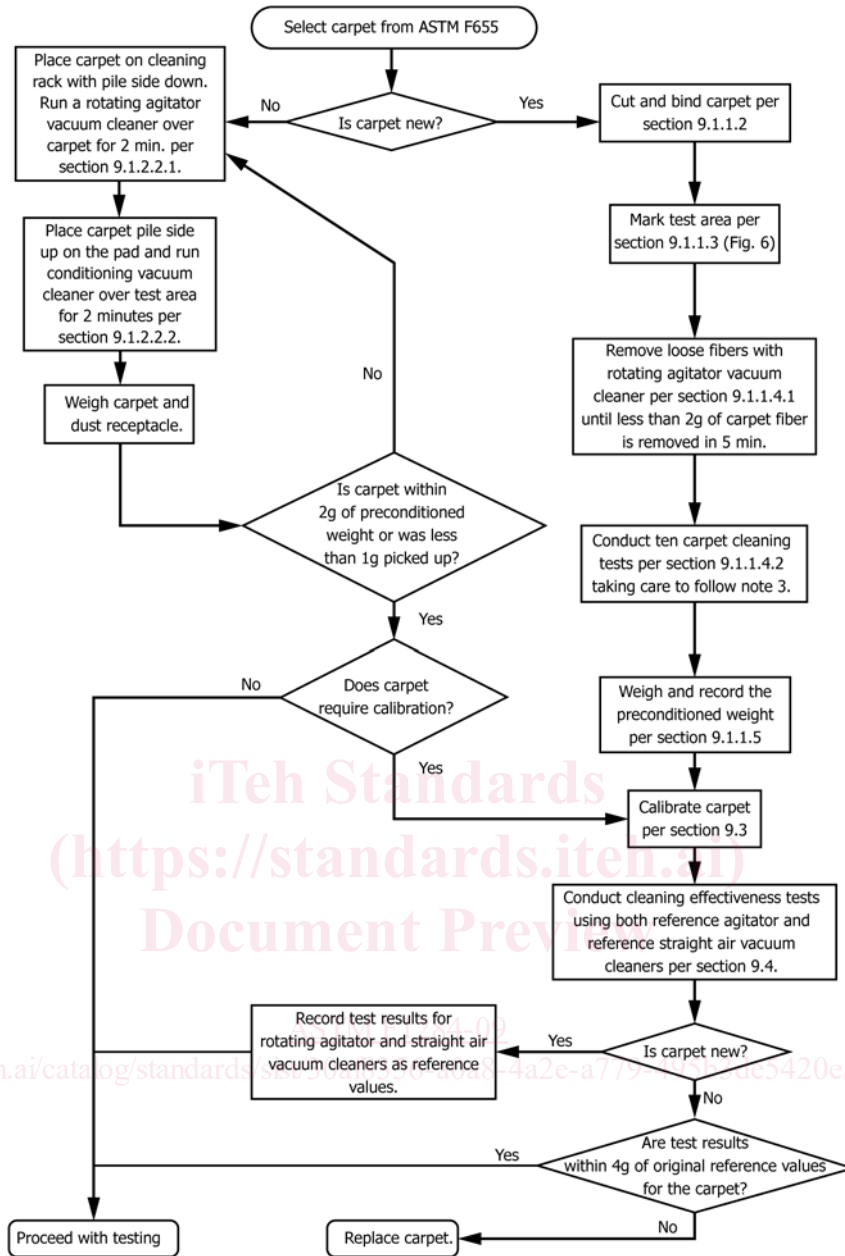 Select carpet from ASTM F655
Is carpet new?
No
Yes
Place carpet on cleaning
rack with pile side down.
Run a rotating agitator
vacuum cleaner over
carpet for 2 min. per
section 9.1.2.2.1.
Place carpet pile side
up on the pad and run
conditioning vacuum
cleaner over test area
for 2 minutes per
section 9.1.2.2.2.
Weigh carpet and
dust receptacle.
Is carpet within
2g of preconditioned
weight or was less
than 1g picked up?
No
Yes
Does carpet
require calibration?
No
Yes
Cut and bind carpet per
section 9.1.1.2
Mark test area per
section 9.1.1.3 (Fig. 6)
Remove loose fibers with
rotating agitator vacuum
cleaner per section 9.1.1.4.1
until less than 2g of carpet fiber
is removed in 5 min.
Conduct ten carpet cleaning
tests per section 9.1.1.4.2
taking care to follow note 3.
Weigh and record the
preconditioned weight
per section 9.1.1.5
Calibrate carpet
per section 9.3
Conduct cleaning effectiveness tests
using both reference agitator and
reference straight air vacuum
cleaners per section 9.4.
Is carpet new?
Yes
No
Record test results for
rotating agitator and straight air
vacuum cleaners as reference
values.
Are test results
within 4g of original reference values
for the carpet?
Yes
No
Proceed with testing
Replace carpet.
iTeh Standards
(https://standards.iteh.ai)
Document Preview
ASTM F1284-09